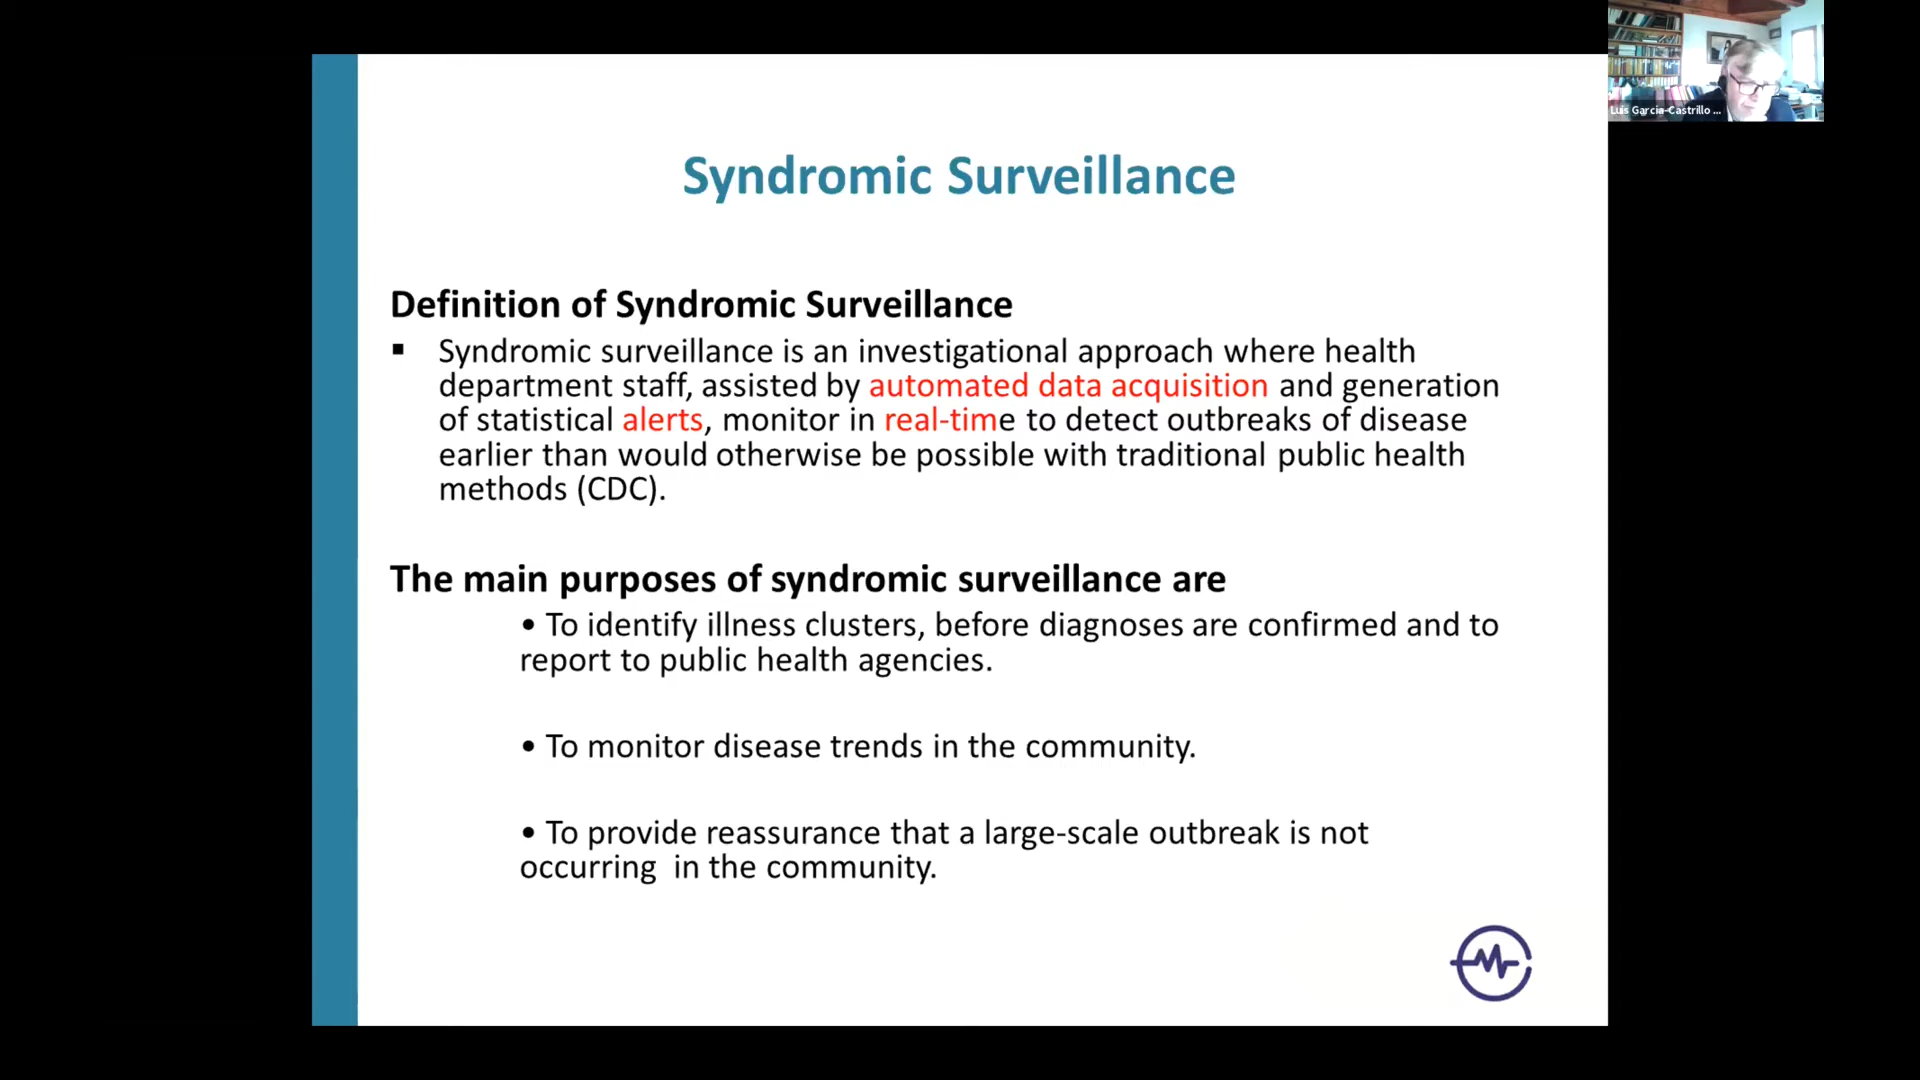 Luis Garcia-Castrillo ...
Syndromic Surveillance
Definition of Syndromic Surveillance
▪ Syndromic surveillance is an investigational approach where health
department staff, assisted by automated data acquisition and generation
of statistical alerts, monitor in real-time to detect outbreaks of disease
earlier than would otherwise be possible with traditional public health
methods (CDC).
The main purposes of syndromic surveillance are
• To identify illness clusters, before diagnoses are confirmed and to
report to public health agencies.
• To monitor disease trends in the community.
• To provide reassurance that a large-scale outbreak is not
occurring  in the community.